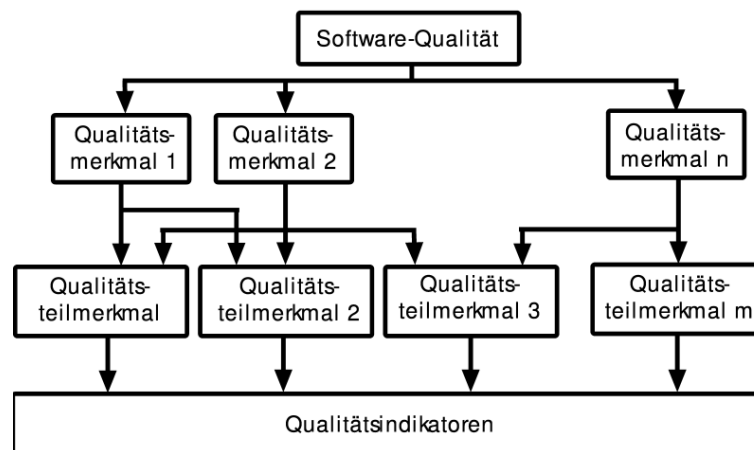 Software-Qualität
Qualitäts-
merkmal 1
Qualitäts-
merkmal 2
Qualitäts-
merkmal n
Qualitäts-
teilmerkmal
Qualitäts-
teilmerkmal 2
Qualitäts-
teilmerkmal 3
Qualitäts-
teilmerkmal m
Qualitätsindikatoren